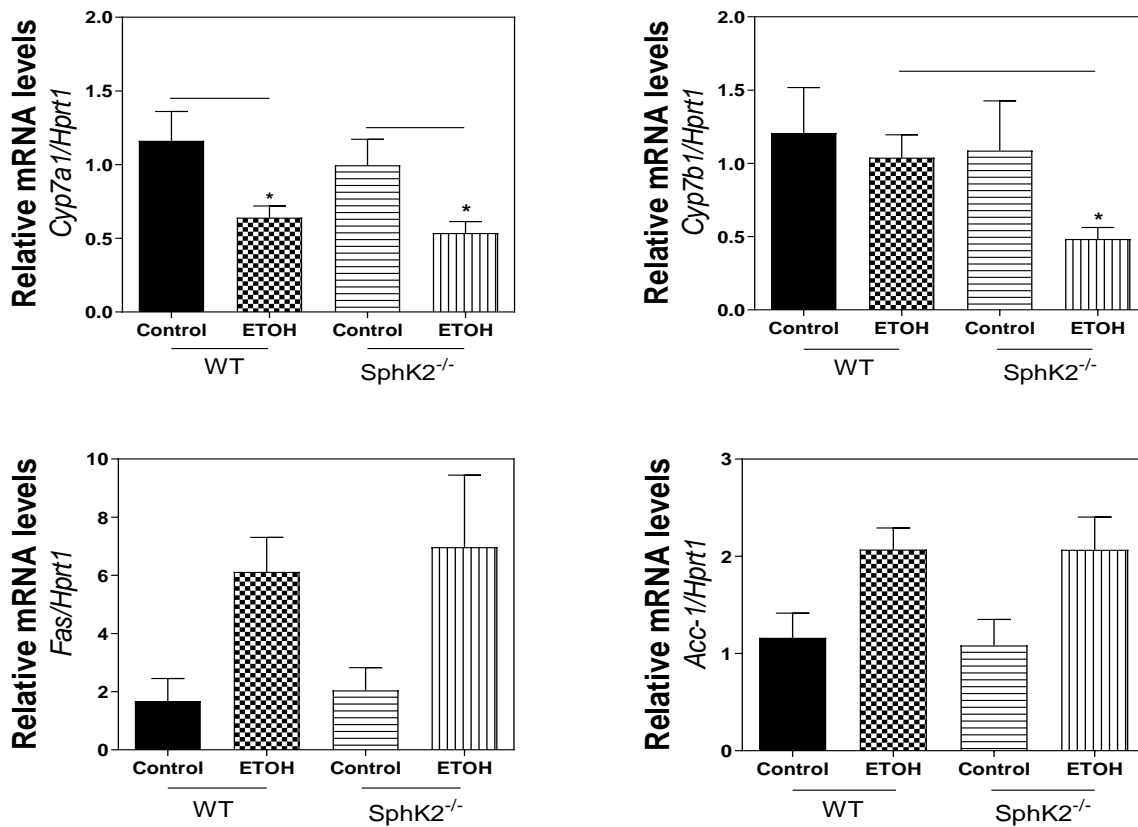 Relative mRNA levels
Cyp7a1/Hprt1
2.0
1.5
1.0
0.5
0.0
*
*
Control
ETOH
Control
ETOH
WT
SphK2-/-
Relative mRNA levels
Cyp7b1/Hprt1
2.0
1.5
1.0
0.5
0.0
*
Control
ETOH
Control
ETOH
WT
SphK2-/-
Relative mRNA levels
Fas/Hprt1
10
8
6
4
2
0
Control
ETOH
Control
ETOH
WT
SphK2-/-
Relative mRNA levels
Acc-1/Hprt1
3
2
1
0
Control
ETOH
Control
ETOH
WT
SphK2-/-